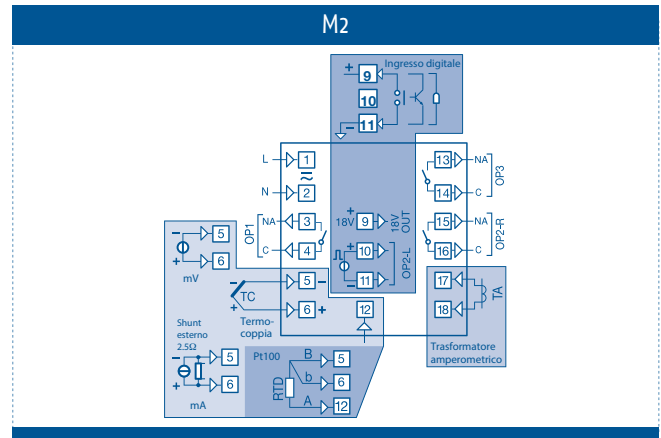 M2
Ingresso digitale
+ 9
10
11 –
L 1
N 2
OP1
NA 3
C 4
5 –
6 +
TC
Termo-
coppia
12
18V + 9 18V OUT
+ 10
– 11
OP2-L
13 NA
14 C
OP3
15 NA
16 C
OP2-R
17
18
TA
Trasformatore
amperometrico
– 5
+ 6
mV
Shunt
esterno
2.5Ω
– 5
+ 6
mA
Pt100
RTD
B 5
b 6
A 12